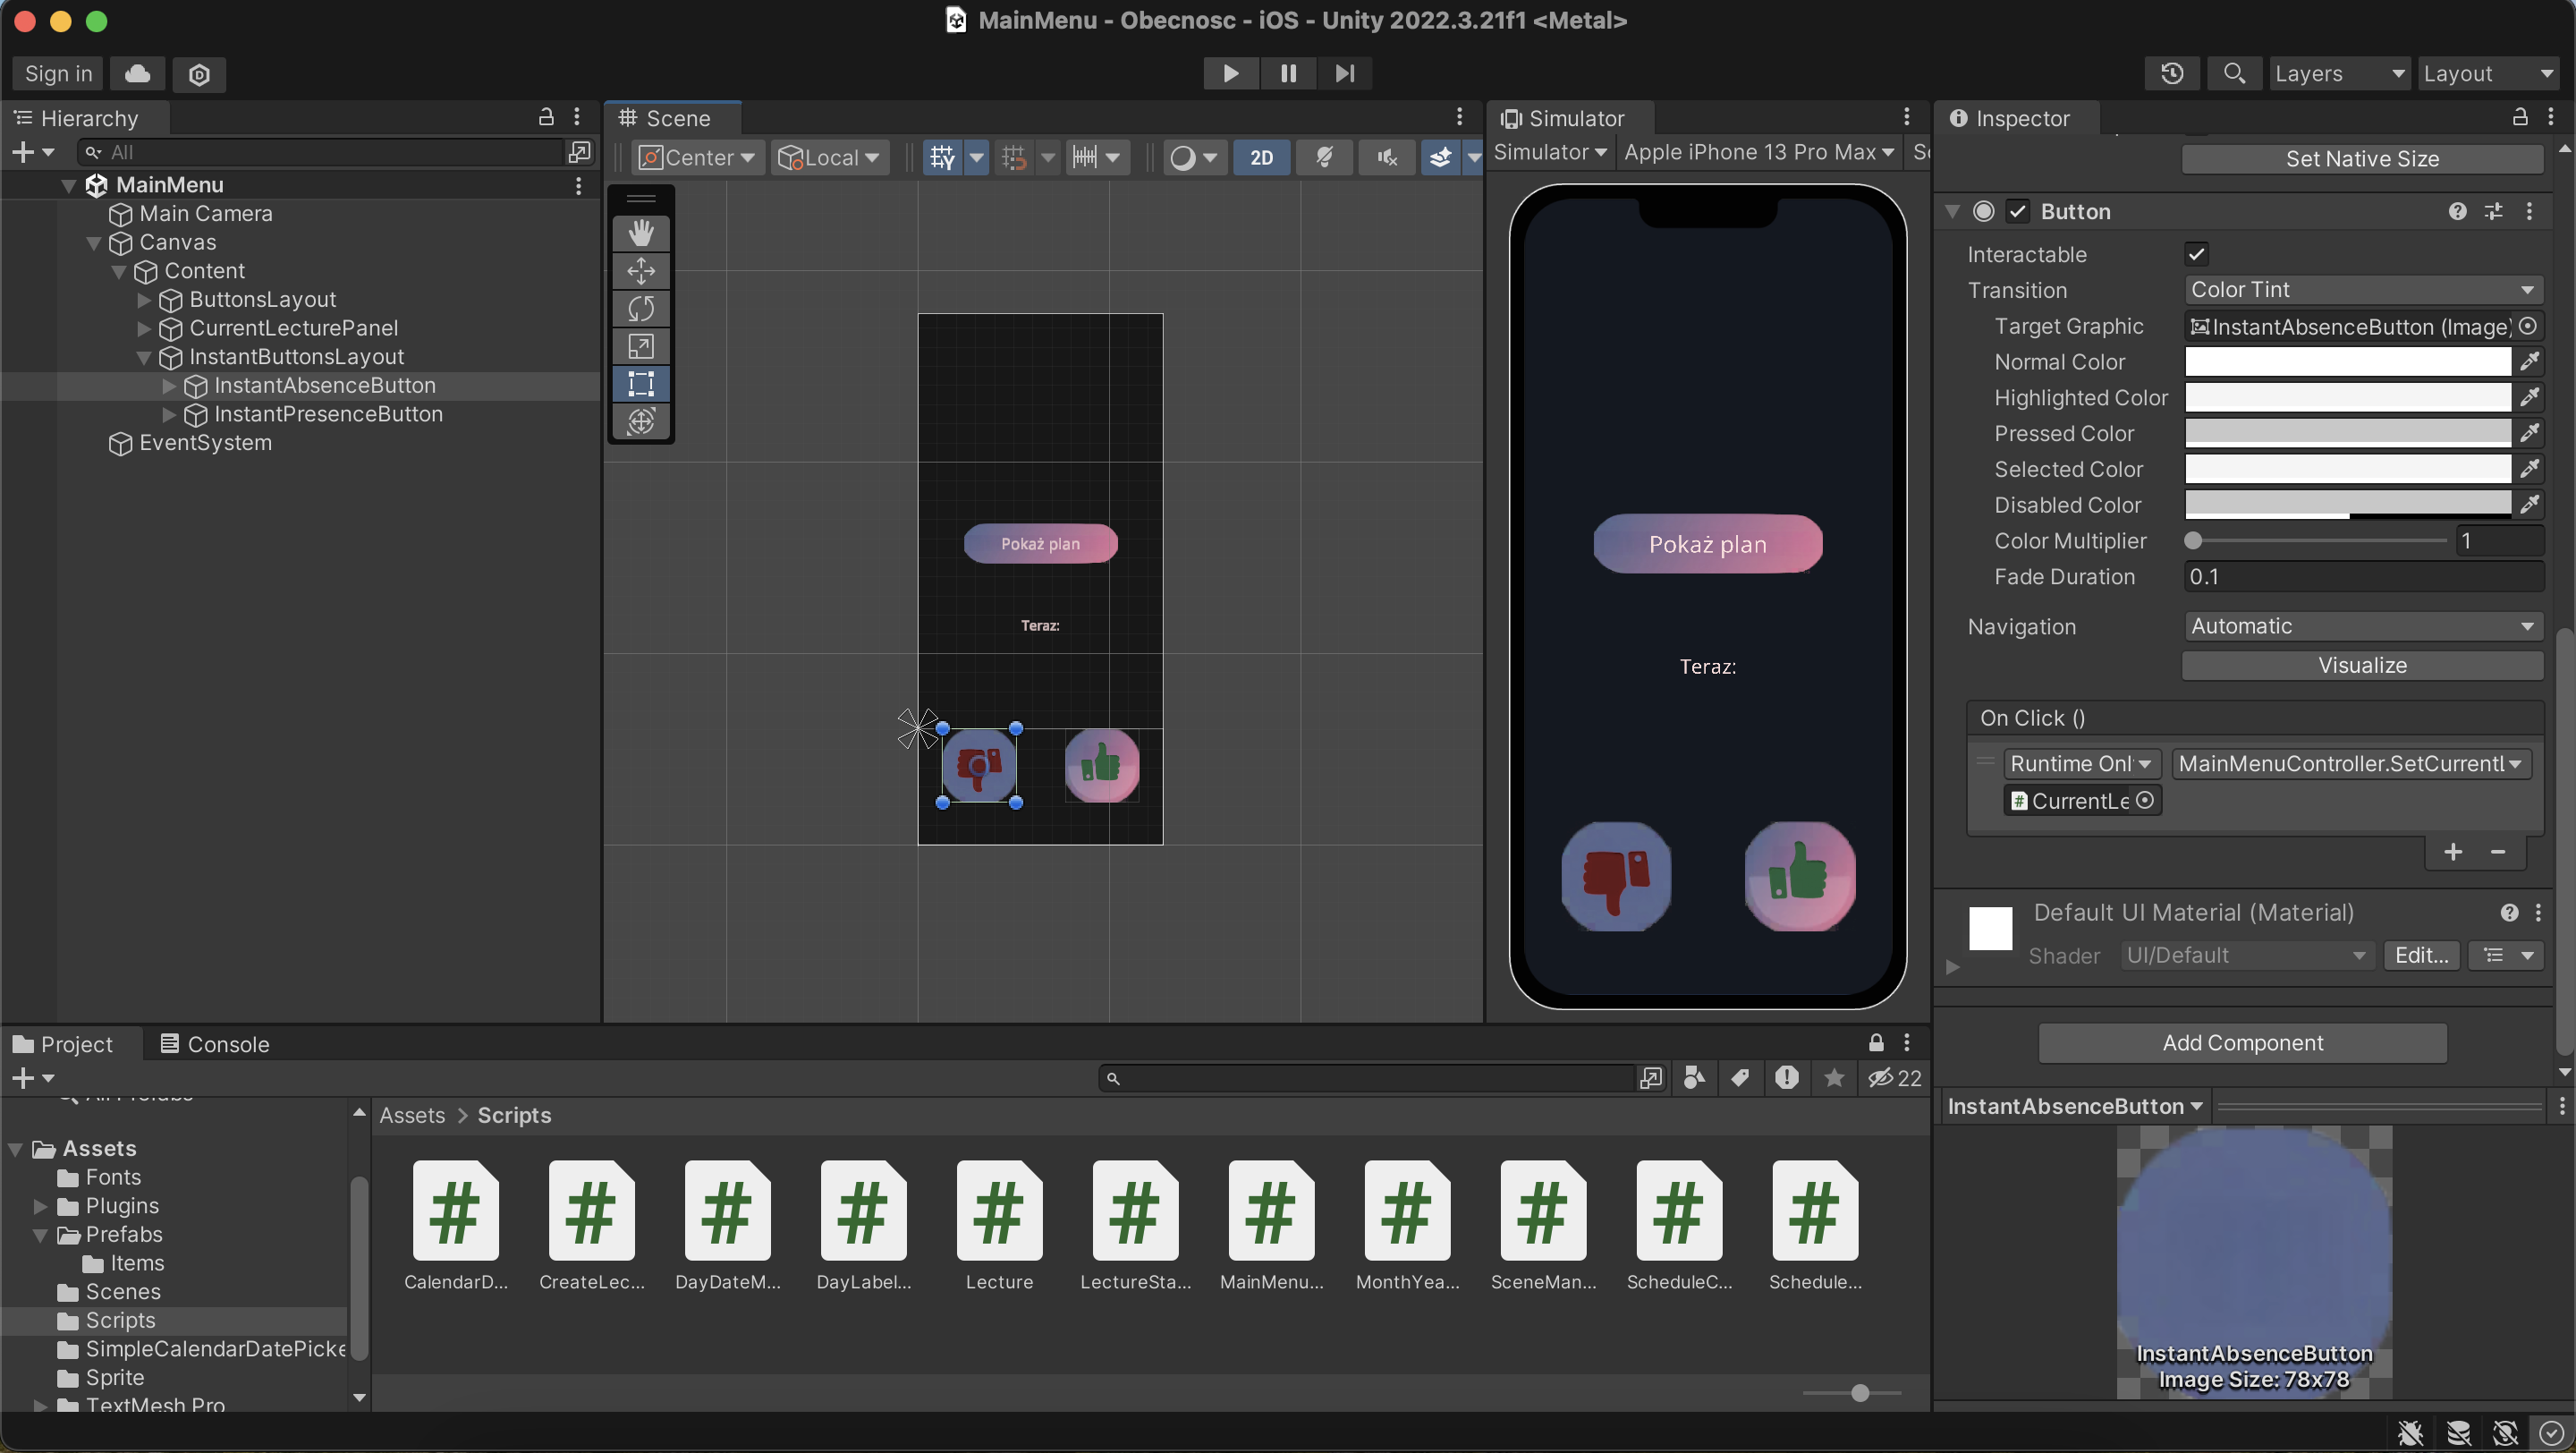 MainMenu - Obecnosc - iOS - Unity 2022.3.21f1 <Metal>
Sign in
Layers
Layout
Hierarchy
All
MainMenu
Main Camera
Canvas
Content
ButtonsLayout
CurrentLecturePanel
InstantButtonsLayout
InstantAbsenceButton
InstantPresenceButton
EventSystem
Scene
Center
Local
2D
Pokaż plan
Teraz:
Simulator
Simulator
Apple iPhone 13 Pro Max
Sc
Pokaż plan
Teraz:
Inspector
Set Native Size
Button
Interactable
Transition
Color Tint
Target Graphic
InstantAbsenceButton (Image)
Normal Color
Highlighted Color
Pressed Color
Selected Color
Disabled Color
Color Multiplier
1
Fade Duration
0.1
Navigation
Automatic
Visualize
On Click ()
Runtime Onl
MainMenuController.SetCurrentL
CurrentLe
Default UI Material (Material)
Shader
UI/Default
Edit...
Add Component
InstantAbsenceButton
InstantAbsenceButton
Image Size: 78x78
Project
Console
22
All Prefabs
Assets
Fonts
Plugins
Prefabs
Items
Scenes
Scripts
SimpleCalendarDatePicke
Sprite
TextMesh Pro
Assets > Scripts
CalendarD...
CreateLec...
DayDateM...
DayLabel...
Lecture
LectureSta...
MainMenu...
MonthYea...
SceneMan...
ScheduleC...
Schedule...